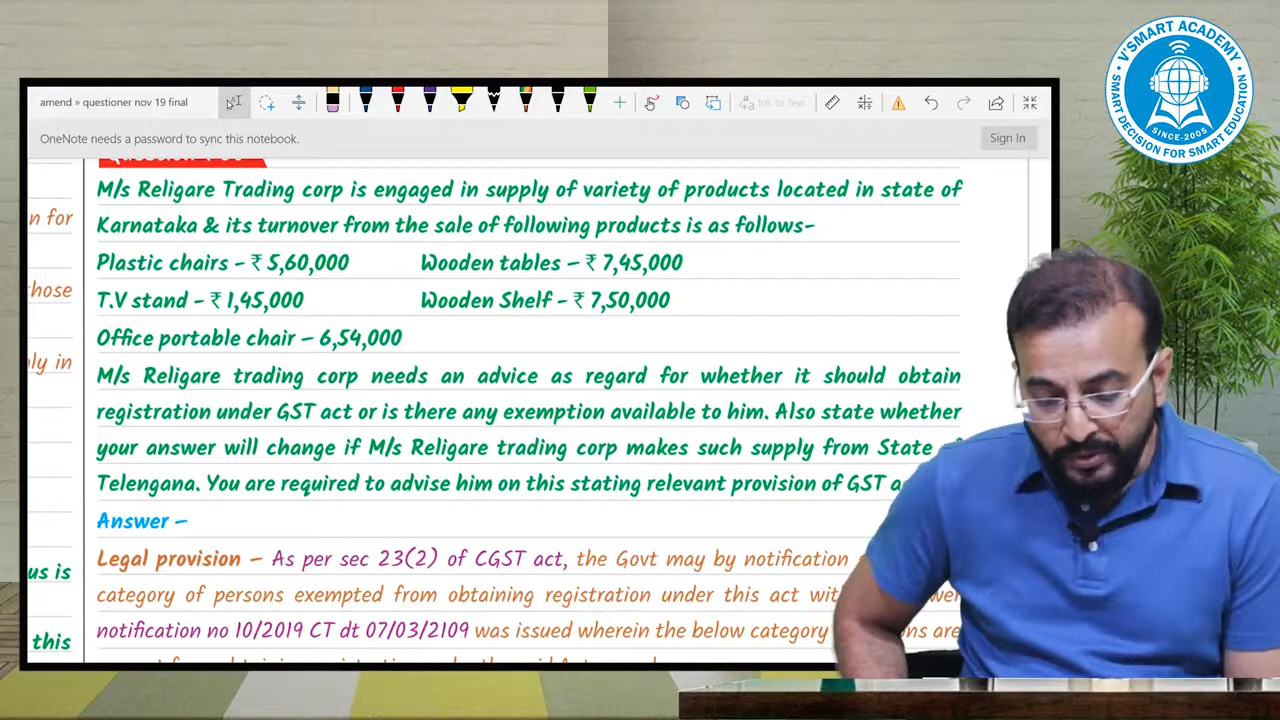 V'SMART ACADEMY
SMART DECISION FOR SMART EDUCATION
SINCE-2005
amend » questioner nov 19 final
Ink to Text
OneNote needs a password to sync this notebook.
Sign In
M/s Religare Trading corp is engaged in supply of variety of products located in state of
n for
Karnataka & its turnover from the sale of following products is as follows-
Plastic chairs - ₹ 5,60,000 Wooden tables – ₹ 7,45,000
T.V stand - ₹ 1,45,000 Wooden Shelf - ₹ 7,50,000
Office portable chair – 6,54,000
M/s Religare trading corp needs an advice as regard for whether it should obtain
registration under GST act or is there any exemption available to him. Also state whether
your answer will change if M/s Religare trading corp makes such supply from State
Telengana. You are required to advise him on this stating relevant provision of GST
Answer –
Legal provision – As per sec 23(2) of CGST act, the Govt may by notification
us is
category of persons exempted from obtaining registration under this act
notification no 10/2019 CT dt 07/03/2109 was issued wherein the below category are
this